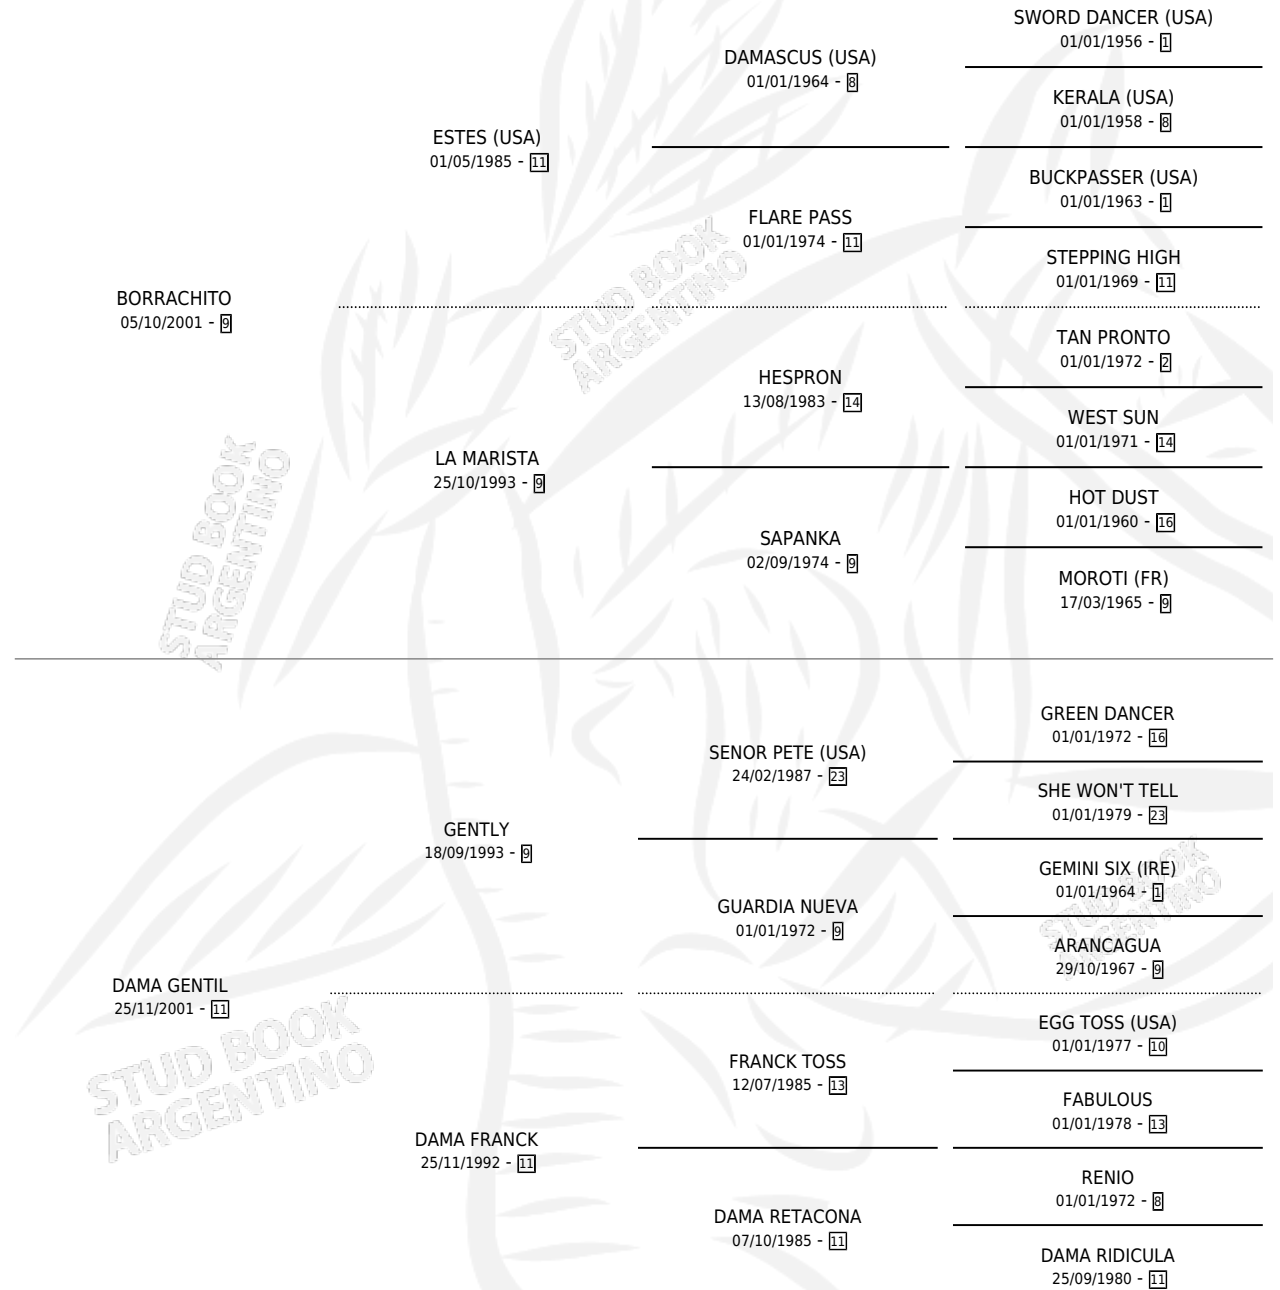 SWORD DANCER (USA)
01/01/1956 - 1
DAMASCUS (USA)
01/01/1964 - 8
KERALA (USA)
01/01/1958 - 8
ESTES (USA)
01/05/1985 - 11
BUCKPASSER (USA)
01/01/1963 - 1
FLARE PASS
01/01/1974 - 11
STEPPING HIGH
01/01/1969 - 11
BORRACHITO
05/10/2001 - 9
TAN PRONTO
01/01/1972 - 2
HESPRON
13/08/1983 - 14
WEST SUN
01/01/1971 - 14
LA MARISTA
25/10/1993 - 9
HOT DUST
01/01/1960 - 16
SAPANKA
02/09/1974 - 9
MOROTI (FR)
17/03/1965 - 9
STUD BOOK
ARGENTINO
STUD BOOK
ARGENTINO
GREEN DANCER
01/01/1972 - 16
SENOR PETE (USA)
24/02/1987 - 23
SHE WON'T TELL
01/01/1979 - 23
GENTLY
18/09/1993 - 9
GEMINI SIX (IRE)
01/01/1964 - 1
GUARDIA NUEVA
01/01/1972 - 9
ARANCAGUA
29/10/1967 - 9
STUD BOOK
ARGENTINO
DAMA GENTIL
25/11/2001 - 11
EGG TOSS (USA)
01/01/1977 - 10
FRANCK TOSS
12/07/1985 - 13
FABULOUS
01/01/1978 - 13
DAMA FRANCK
25/11/1992 - 11
RENIO
01/01/1972 - 8
DAMA RETACONA
07/10/1985 - 11
DAMA RIDICULA
25/09/1980 - 11
STUD BOOK
ARGENTINO